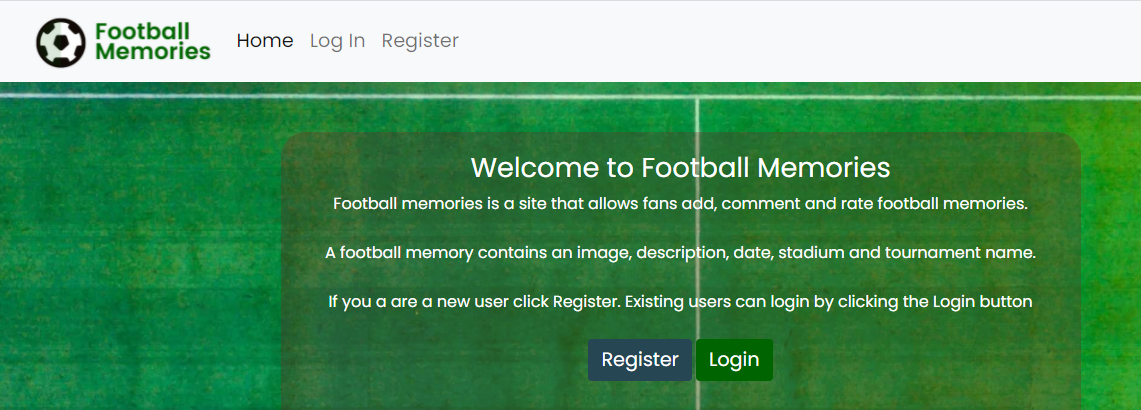 Football
Memories
Home Log In Register
Welcome to Football Memories
Football memories is a site that allows fans add, comment and rate football memories.
A football memory contains an image, description, date, stadium and tournament name.
If you a are a new user click Register. Existing users can login by clicking the Login button
Register Login